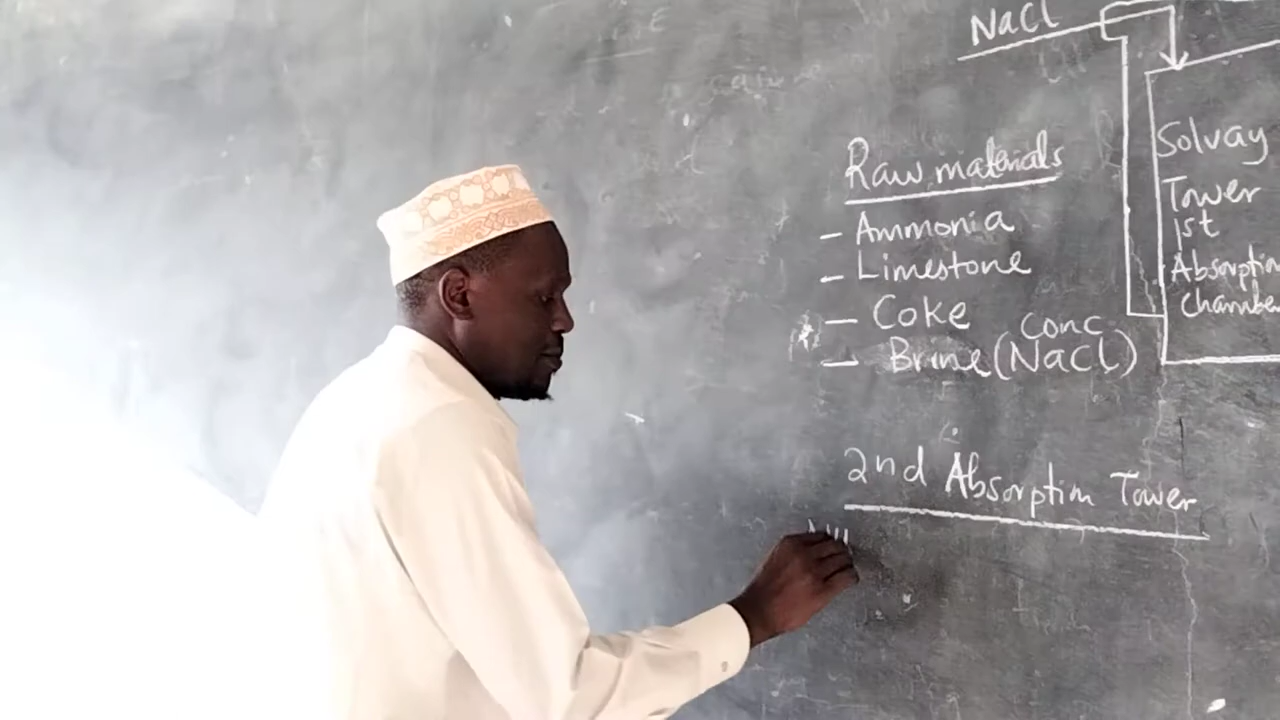 NaCl
Raw materials
- Ammonia
- Limestone
- Coke
Conc
- Brine (NaCl)
Solvay
Tower
1st
Absorption
chamber
2nd Absorption Tower